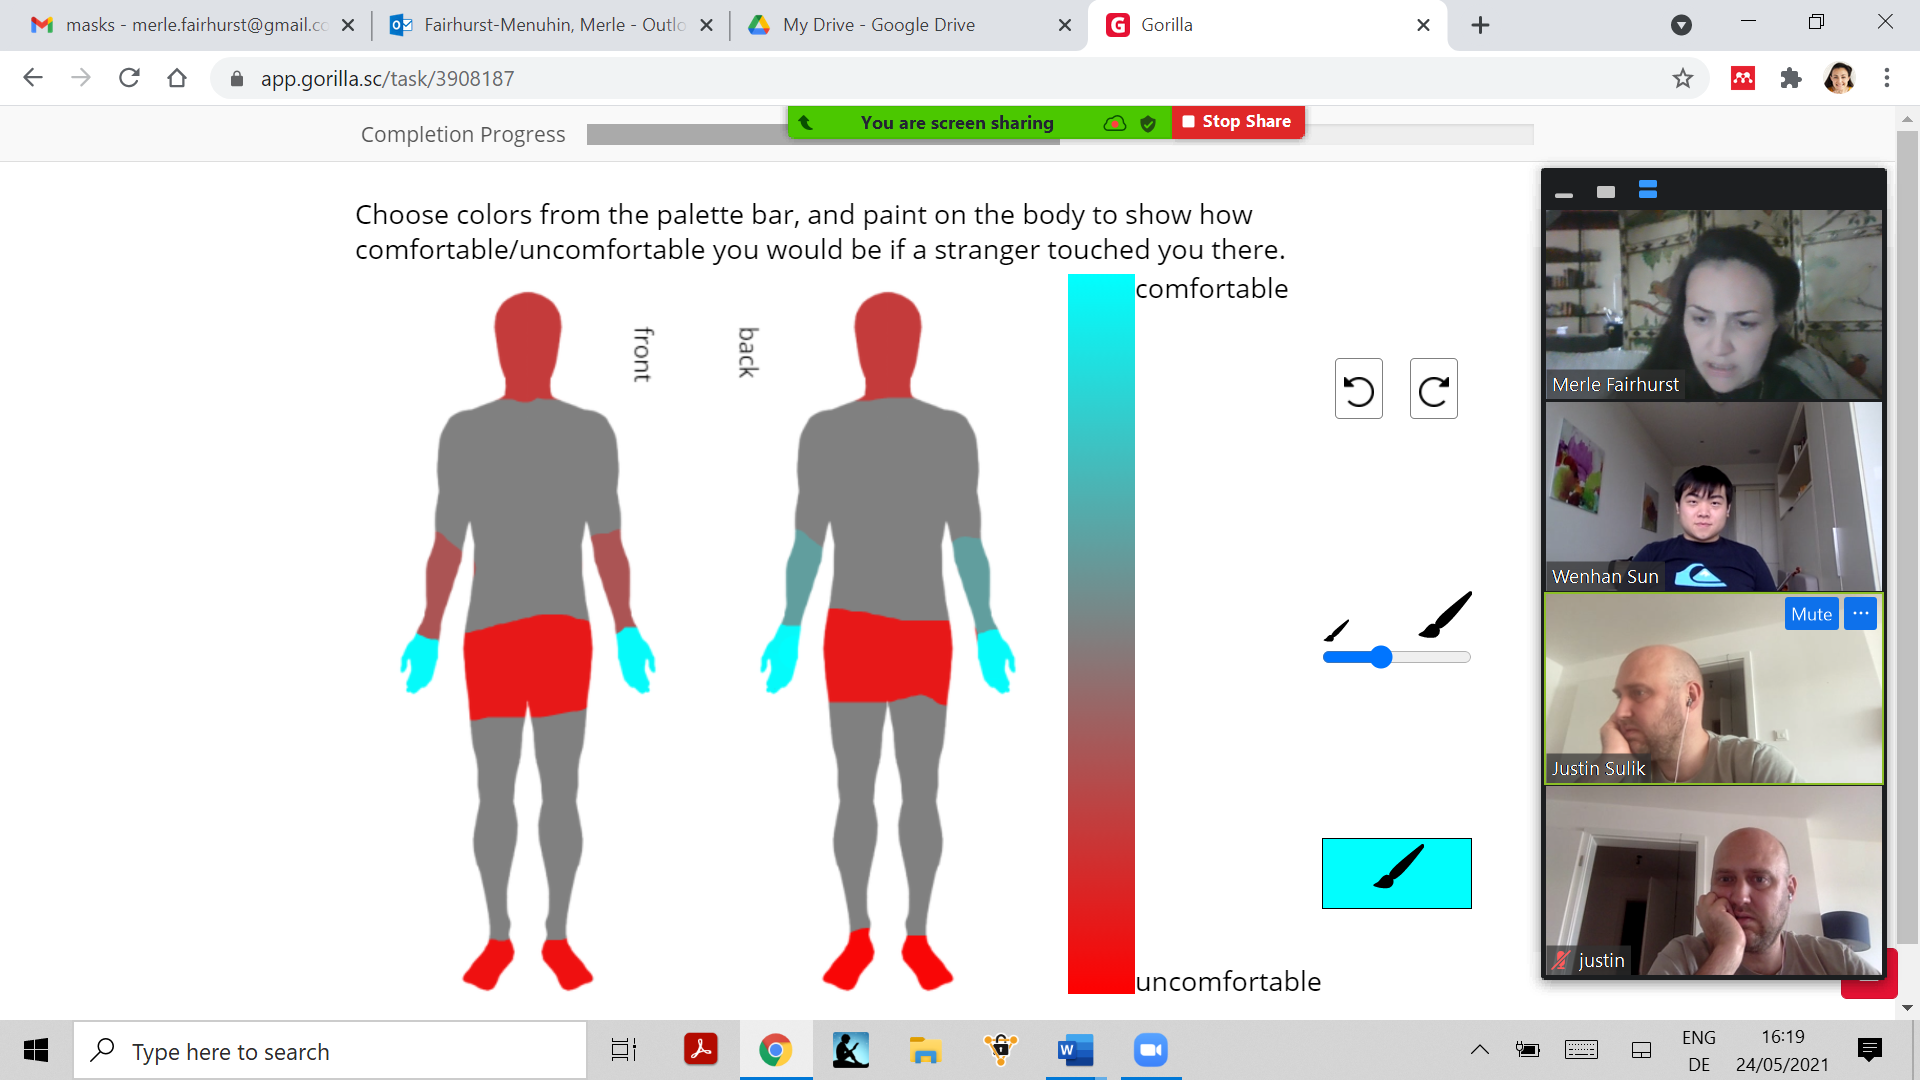 masks - merle.fairhurst@gmail.co
Fairhurst-Menuhin, Merle - Outlo
My Drive - Google Drive
Gorilla
app.gorilla.sc/task/3908187
Completion Progress
You are screen sharing
Stop Share
Choose colors from the palette bar, and paint on the body to show how
comfortable/uncomfortable you would be if a stranger touched you there.
comfortable
front
back
uncomfortable
Merle Fairhurst
Wenhan Sun
Mute
Justin Sulik
justin
Type here to search
ENG
DE
16:19
24/05/2021